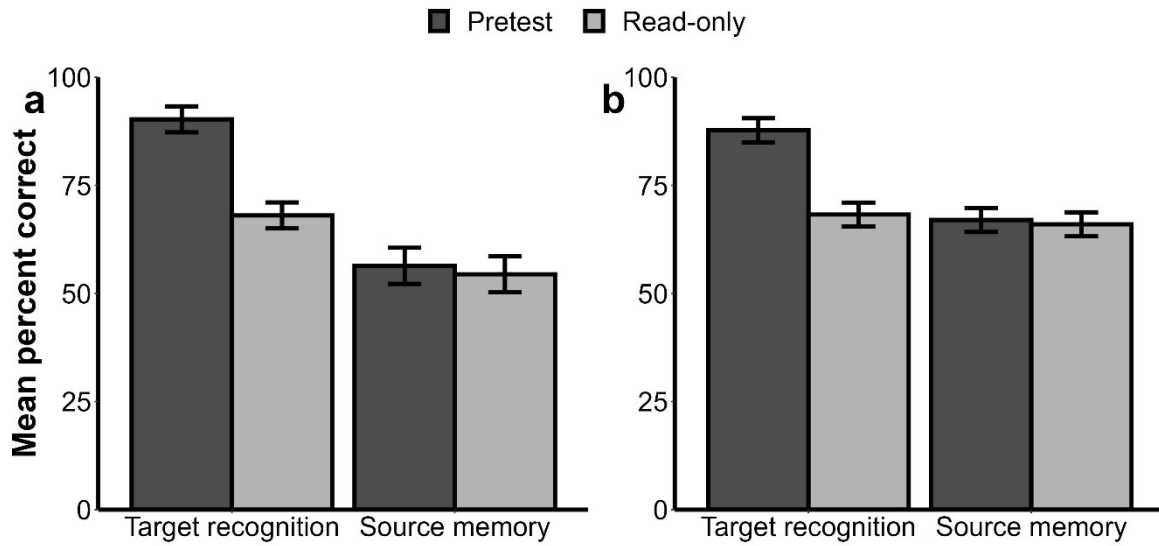 Pretest Read-only
a
Mean percent correct
100
75
50
25
0
Target recognition Source memory
b
100
75
50
25
0
Target recognition Source memory